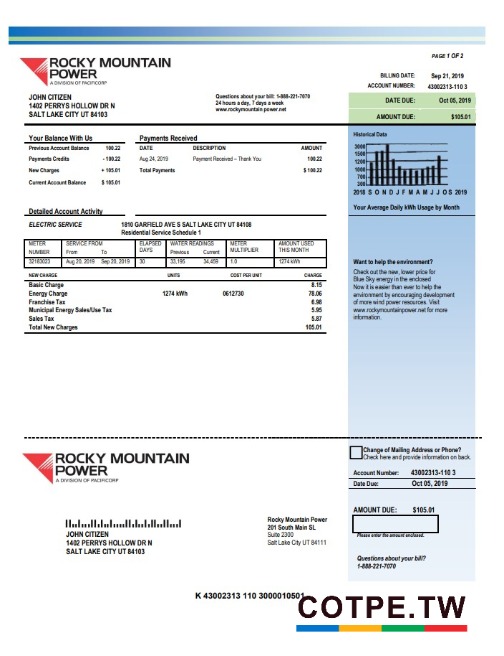 PAGE 1 OF 2
ROCKY MOUNTAIN
POWER
A DIVISION OF PACIFICORP
BILLING DATE: Sep 21, 2019
ACCOUNT NUMBER: 43002313-110 3
DATE DUE: Oct 05, 2019
AMOUNT DUE: $105.01
JOHN CITIZEN
1402 PERRYS HOLLOW DR N
SALT LAKE CITY UT 84103
Questions about your bill: 1-888-221-7070
24 hours a day, 7 days a week
www.rockymountain power.net
Your Balance With Us
Previous Account Balance 100.22
Payments Credits - 100.22
New Charges + 105.01
Current Account Balance $ 105.01
Payments Received
DATE DESCRIPTION AMOUNT
Aug 24, 2019 Payment Received – Thank You 100.22
Total Payments $ 100.22
Historical Data
3000
1500
1200
1000
700
300
2018 S O N D J F M A M J J O S 2019
Your Average Daily kWh Usage by Month
Detailed Account Activity
ELECTRIC SERVICE 1810 GARFIELD AVE S SALT LAKE CITY UT 84108
Residential Service Schedule 1
METER NUMBER SERVICE FROM From To ELAPSED DAYS WATER READINGS Previous Current METER MULTIPLIER AMOUNT USED THIS MONTH
32183023 Aug 20, 2019 Sep 20, 2019 30 33,195 34,469 1.0 1274 kWh
NEW CHARGE UNITS COST PER UNIT CHARGE
Basic Charge 8.15
Energy Charge 1274 kWh 0612730 78.06
Franchise Tax 6.98
Municipal Energy Sales/Use Tax 5.95
Sales Tax 5.87
Total New Charges 105.01
Want to help the environment?
Check out the new, lower price for
Blue Sky energy in the enclosed
Now it is easier than ever to help the
environment by encouraging development
of more wind power facilities. Visit
www.rockymountainpower.net for more
information.
ROCKY MOUNTAIN
POWER
A DIVISION OF PACIFICORP
Change of Mailing Address or Phone?
Check here and provide information on back.
Account Number: 43002313-110 3
Date Due: Oct 05, 2019
AMOUNT DUE: $105.01
Please enter the amount enclosed.
Questions about your bill?
1-888-221-7070
JOHN CITIZEN
1402 PERRYS HOLLOW DR N
SALT LAKE CITY UT 84103
Rocky Mountain Power
201 South Main SL
Suite 2300
Salt Lake City UT 84111
K 43002313 110 3000010501
COTPE.TW